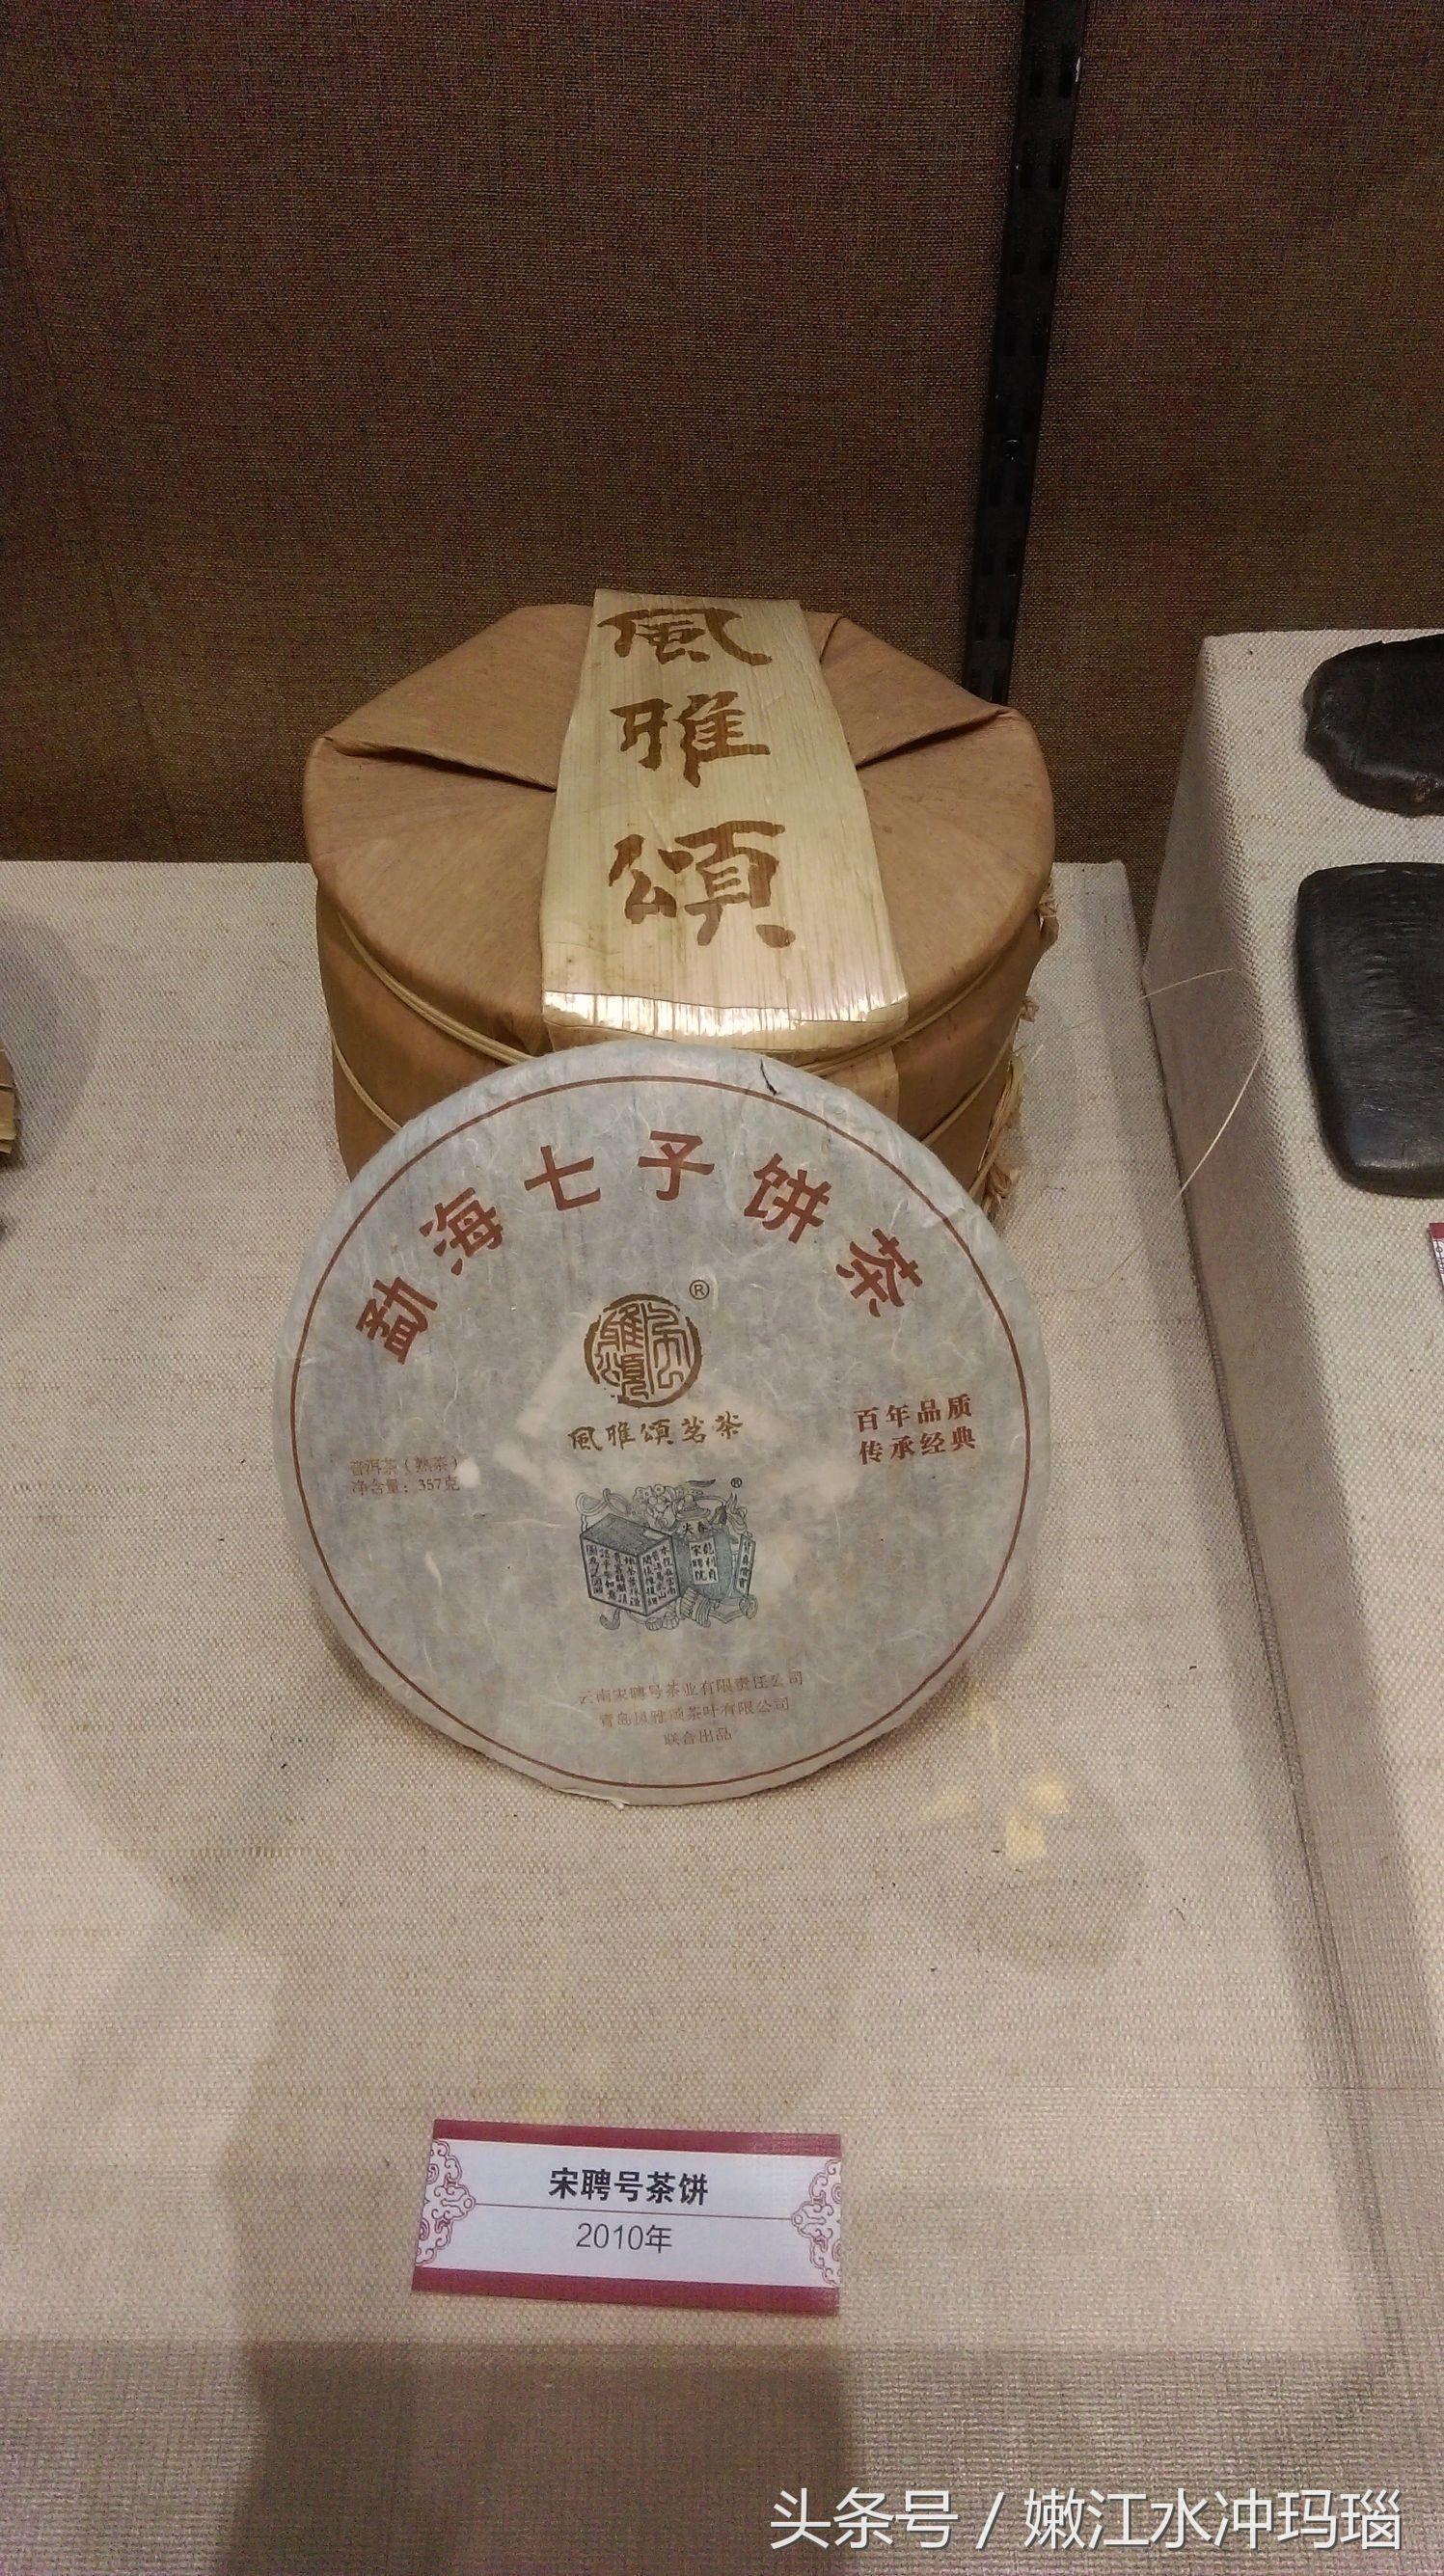 風雅頌
勐海七子饼茶
®
風雅頌茗茶
百年品质
传承经典
普洱茶（熟茶）
净含量：357克
®
云南宋聘号茶业有限责任公司
青岛风雅颂茶叶有限公司
联合出品
宋聘号茶饼
2010年
头条号 / 嫩江水冲玛瑙